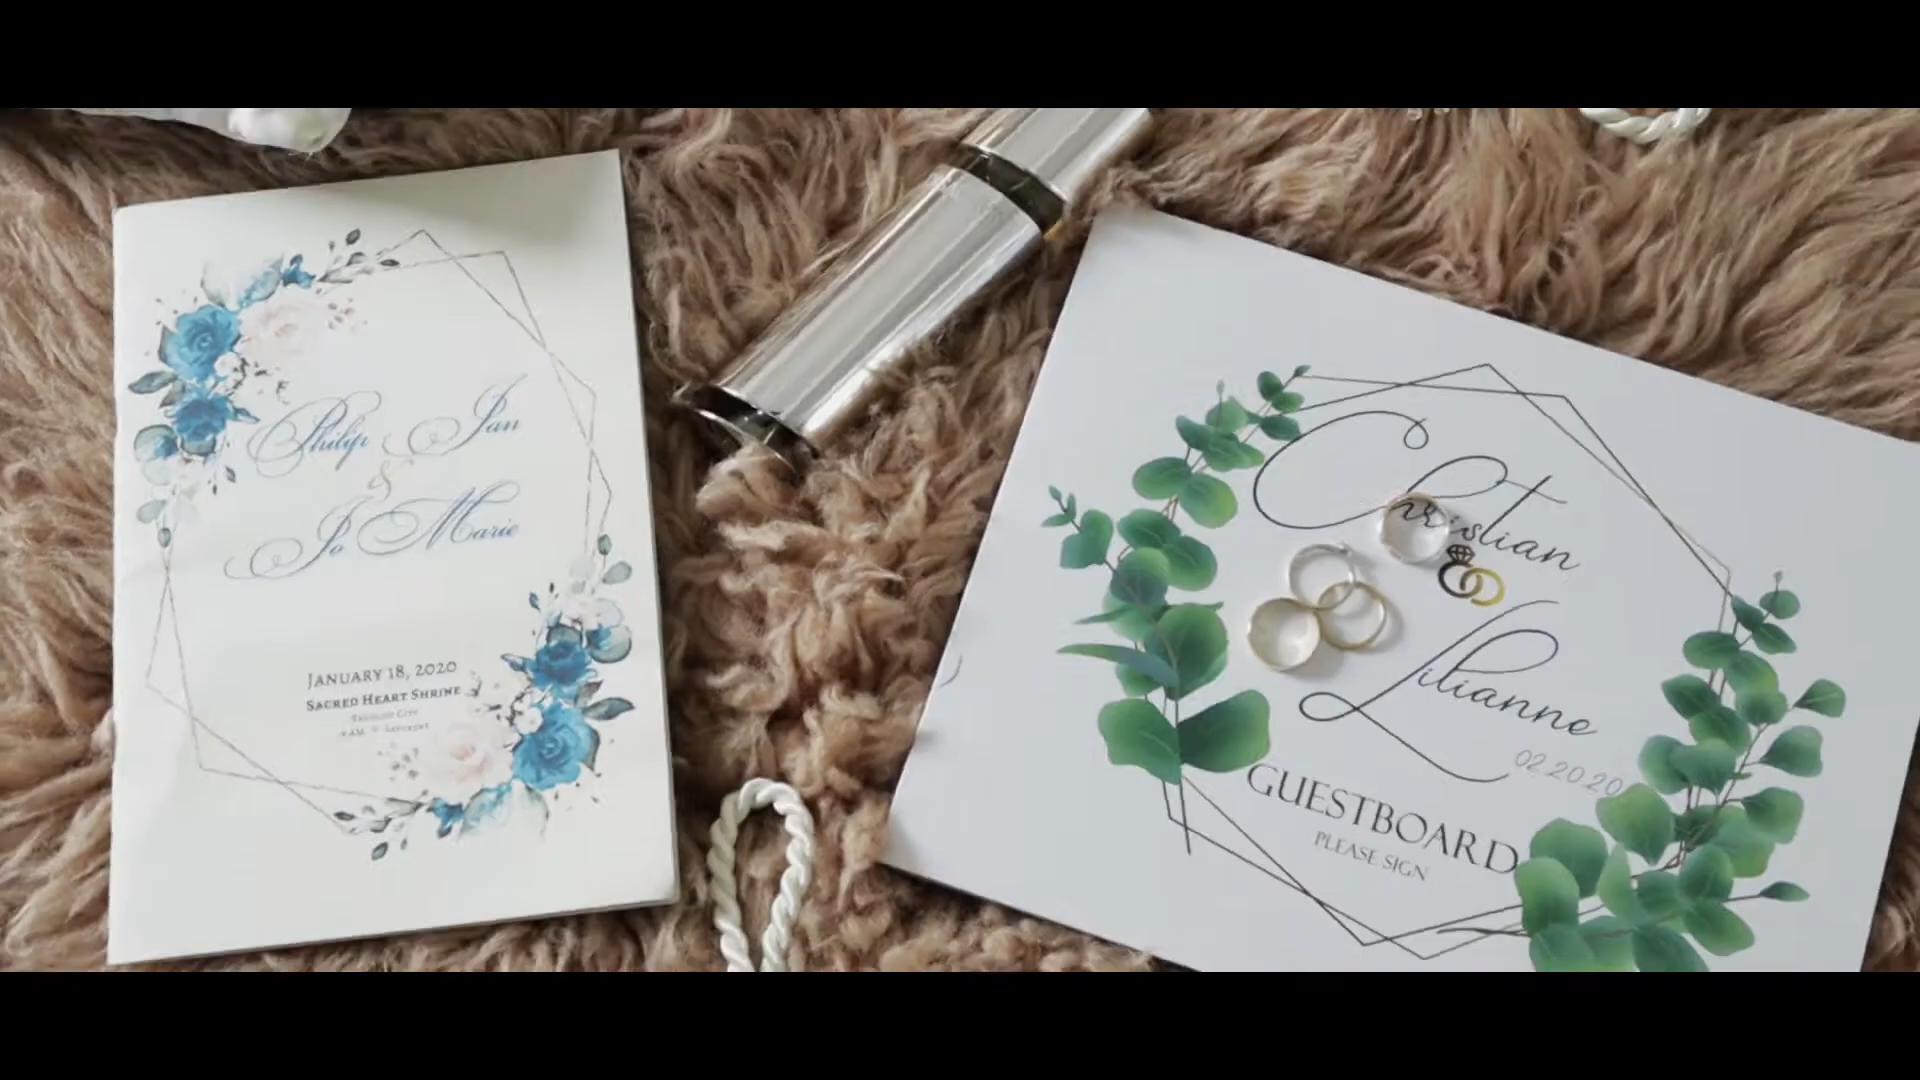 Philip Jan
&
Jo Marie
JANUARY 18, 2020
SACRED HEART SHRINE
Christian
Lilianne
02.20.20
GUESTBOARD
PLEASE SIGN